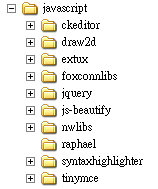 javascript
ckeditor
draw2d
extux
foxconnlibs
jquery
js-beautify
nwlibs
raphael
syntaxhighlighter
tinymce